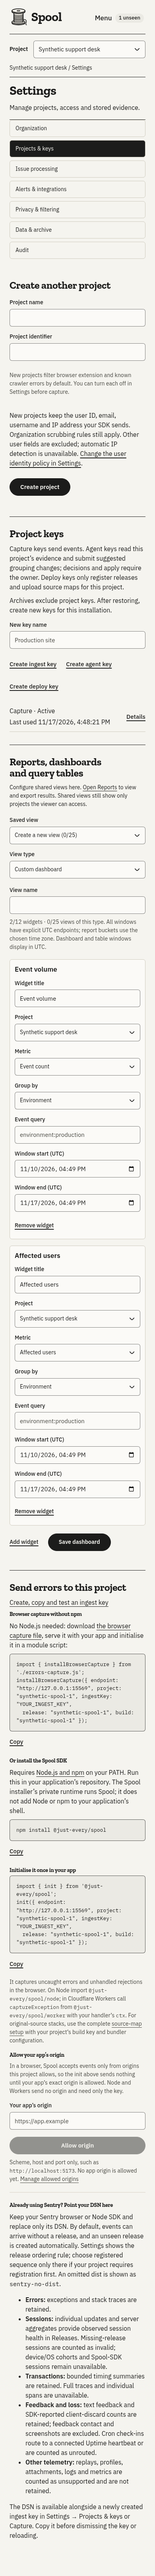 Spool
Menu
1 unseen
Project
Synthetic support desk
Synthetic support desk / Settings
Settings
Manage projects, access and stored evidence.
Organization
Projects & keys
Issue processing
Alerts & integrations
Privacy & filtering
Data & archive
Audit
Create another project
Project name
Project identifier
New projects filter browser extension and known
crawler errors by default. You can turn each off in
Settings before capture.
New projects keep the user ID, email,
username and IP address your SDK sends.
Organization scrubbing rules still apply. Other
user fields are excluded; automatic IP
detection is unavailable. Change the user
identity policy in Settings.
Create project
Project keys
Capture keys send events. Agent keys read this
project's evidence and submit suggested
grouping changes; decisions and apply require
the owner. Deploy keys only register releases
and upload source maps for this project.
Archives exclude project keys. After restoring,
create new keys for this installation.
New key name
Production site
Create ingest key
Create agent key
Create deploy key
Capture · Active
Last used 11/17/2026, 4:48:21 PM
Details
Reports, dashboards
and query tables
Configure shared views here. Open Reports to view
and export results. Shared views still show only
projects the viewer can access.
Saved view
Create a new view (0/25)
View type
Custom dashboard
View name
2/12 widgets · 0/25 views of this type. All windows
have explicit UTC endpoints; report buckets use the
chosen time zone. Dashboard and table windows
display in UTC.
Event volume
Widget title
Event volume
Project
Synthetic support desk
Metric
Event count
Group by
Environment
Event query
environment:production
Window start (UTC)
11/10/2026, 04:49 PM
Window end (UTC)
11/17/2026, 04:49 PM
Remove widget
Affected users
Widget title
Affected users
Project
Synthetic support desk
Metric
Affected users
Group by
Environment
Event query
environment:production
Window start (UTC)
11/10/2026, 04:49 PM
Window end (UTC)
11/17/2026, 04:49 PM
Remove widget
Add widget
Save dashboard
Send errors to this project
Create, copy and test an ingest key
Browser capture without npm
No Node.js needed: download the browser
capture file, serve it with your app and initialise
it in a module script:
import { installBrowserCapture } from
'./errors-capture.js';
installBrowserCapture({ endpoint:
"http://127.0.0.1:15569", project:
"synthetic-spool-1", ingestKey:
"YOUR_INGEST_KEY",
release: "synthetic-spool-1", build:
"synthetic-spool-1" });
Copy
Or install the Spool SDK
Requires Node.js and npm on your PATH. Run
this in your application's repository. The Spool
installer's private runtime runs Spool; it does
not add Node or npm to your application's
shell.
npm install @just-every/spool
Copy
Initialise it once in your app
import { init } from '@just-
every/spool';
init({ endpoint:
"http://127.0.0.1:15569", project:
"synthetic-spool-1", ingestKey:
"YOUR_INGEST_KEY",
release: "synthetic-spool-1", build:
"synthetic-spool-1" });
Copy
It captures uncaught errors and unhandled rejections
in the browser. On Node import @just-
every/spool/node; in Cloudflare Workers call
captureException from @just-
every/spool/worker with your handler's ctx. For
original-source stacks, use the complete source-map
setup with your project's build key and bundler
configuration.
Allow your app's origin
In a browser, Spool accepts events only from origins
this project allows, so the init above sends nothing
until your app's exact origin is allowed. Node and
Workers send no origin and need only the key.
Your app's origin
https://app.example
Allow origin
Scheme, host and port only, such as
http://localhost:5173. No app origin is allowed
yet. Manage allowed origins
Already using Sentry? Point your DSN here
Keep your Sentry browser or Node SDK and
replace only its DSN. By default, events can
arrive without a release, and an unseen release
is created automatically. Settings shows the
release ordering rule; choose registered
sequence only there if your project requires
registration first. An omitted dist is shown as
sentry-no-dist.
• Errors: exceptions and stack traces are
retained.
• Sessions: individual updates and server
aggregates provide observed session
health in Releases. Missing-release
sessions are counted as invalid;
device/OS cohorts and Spool-SDK
sessions remain unavailable.
• Transactions: bounded timing summaries
are retained. Full traces and individual
spans are unavailable.
• Feedback and loss: text feedback and
SDK-reported client-discard counts are
retained; feedback contact and
screenshots are excluded. Cron check-ins
route to a connected Uptime heartbeat or
are counted as unrouted.
• Other telemetry: replays, profiles,
attachments, logs and metrics are
counted as unsupported and are not
retained.
The DSN is available alongside a newly created
ingest key in Settings → Projects & keys or
Capture. Copy it before dismissing the key or
reloading.